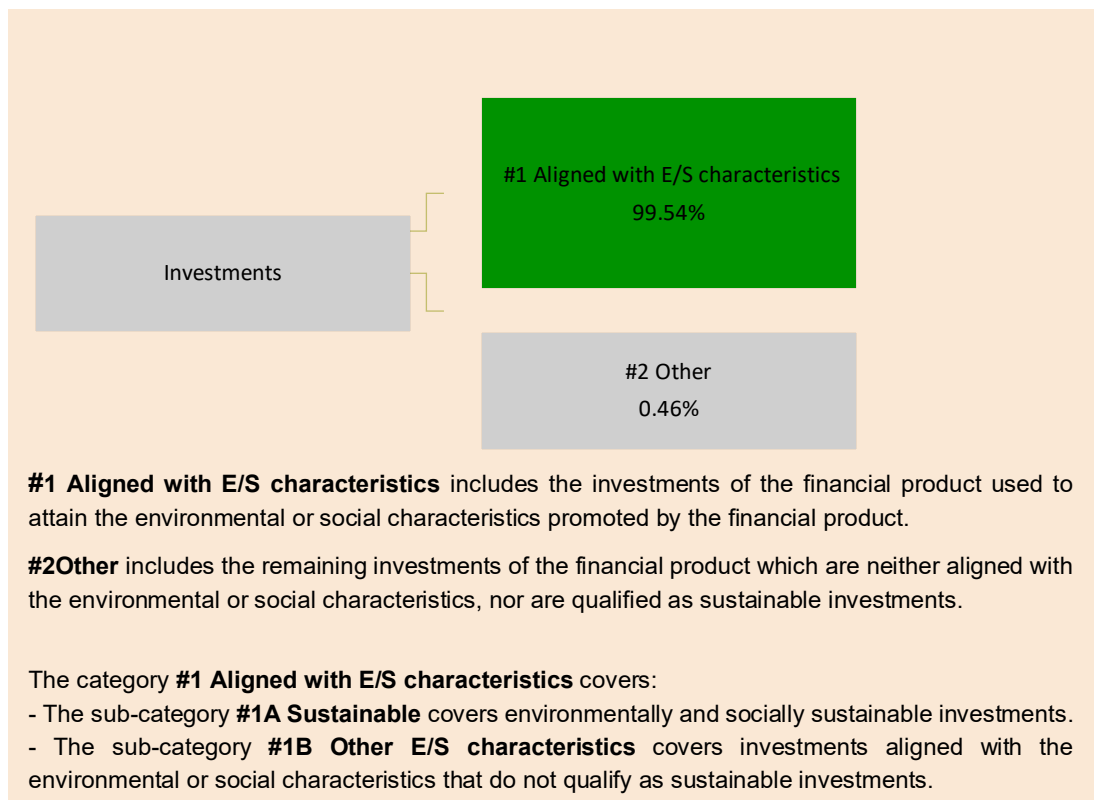 #1 Aligned with E/S characteristics
99.54%
Investments
#2 Other
0.46%
#1 Aligned with E/S characteristics includes the investments of the financial product used to
attain the environmental or social characteristics promoted by the financial product.
#2Other includes the remaining investments of the financial product which are neither aligned with
the environmental or social characteristics, nor are qualified as sustainable investments.
The category #1 Aligned with E/S characteristics covers:
- The sub-category #1A Sustainable covers environmentally and socially sustainable investments.
- The sub-category #1B Other E/S characteristics covers investments aligned with the
environmental or social characteristics that do not qualify as sustainable investments.